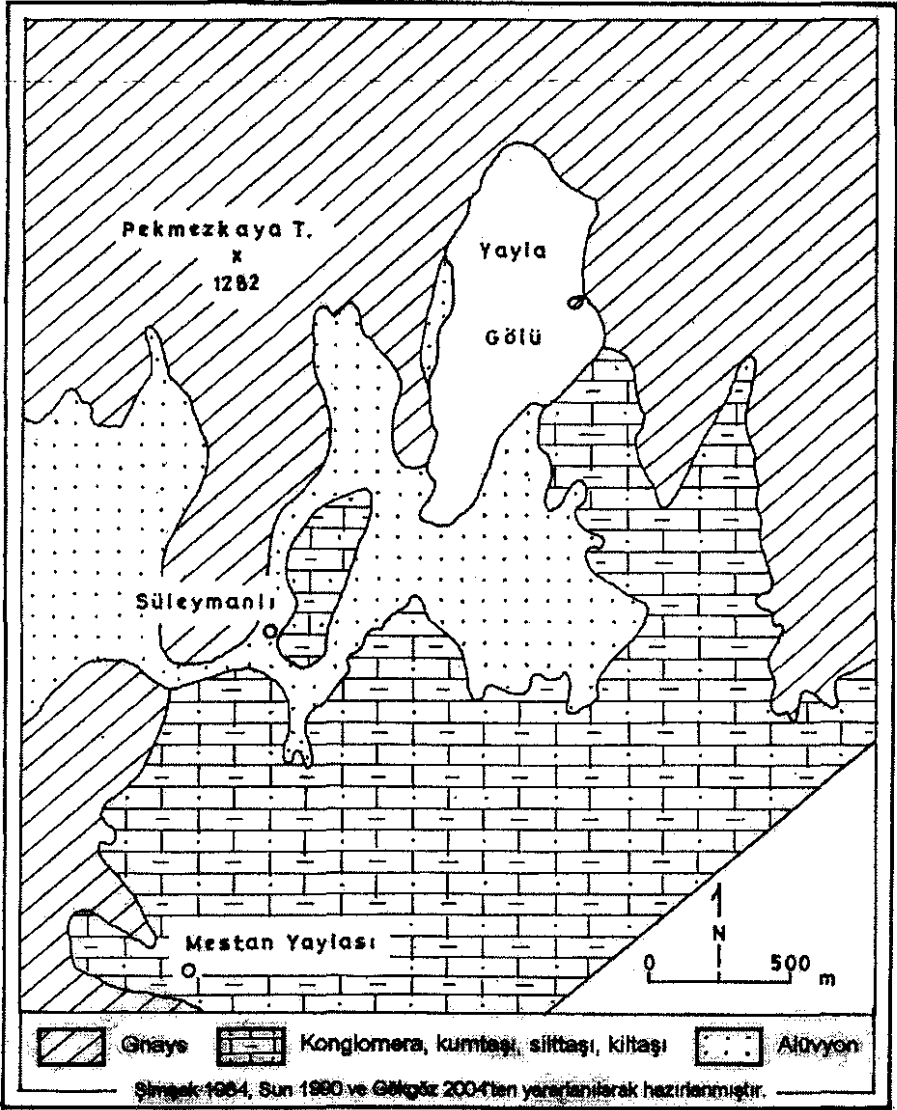 Pekmezkaya T.
x
1282
Yayla
Gölü
Süleymanlı
Mestan Yaylası
N
0 500 m
Gnays
Konglomera, kumtaşı, silttaşı, kiltaşı
Alüvyon
Şimşek 1984, Sun 1990 ve Gökgöz 2004'ten yararlanılarak hazırlanmıştır.